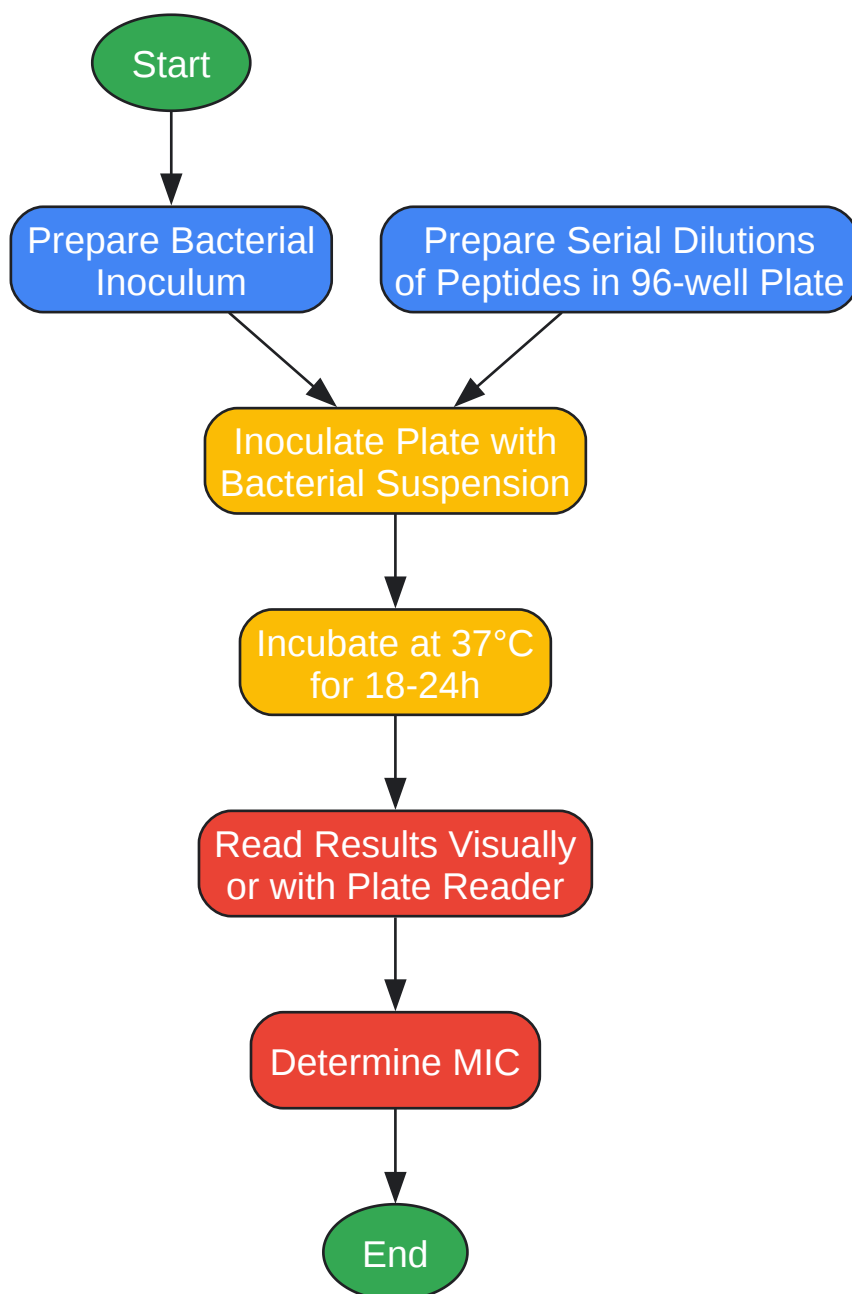 Start
Prepare Bacterial
Inoculum
Prepare Serial Dilutions
of Peptides in 96-well Plate
Inoculate Plate with
Bacterial Suspension
Incubate at 37°C
for 18-24h
Read Results Visually
or with Plate Reader
Determine MIC
End